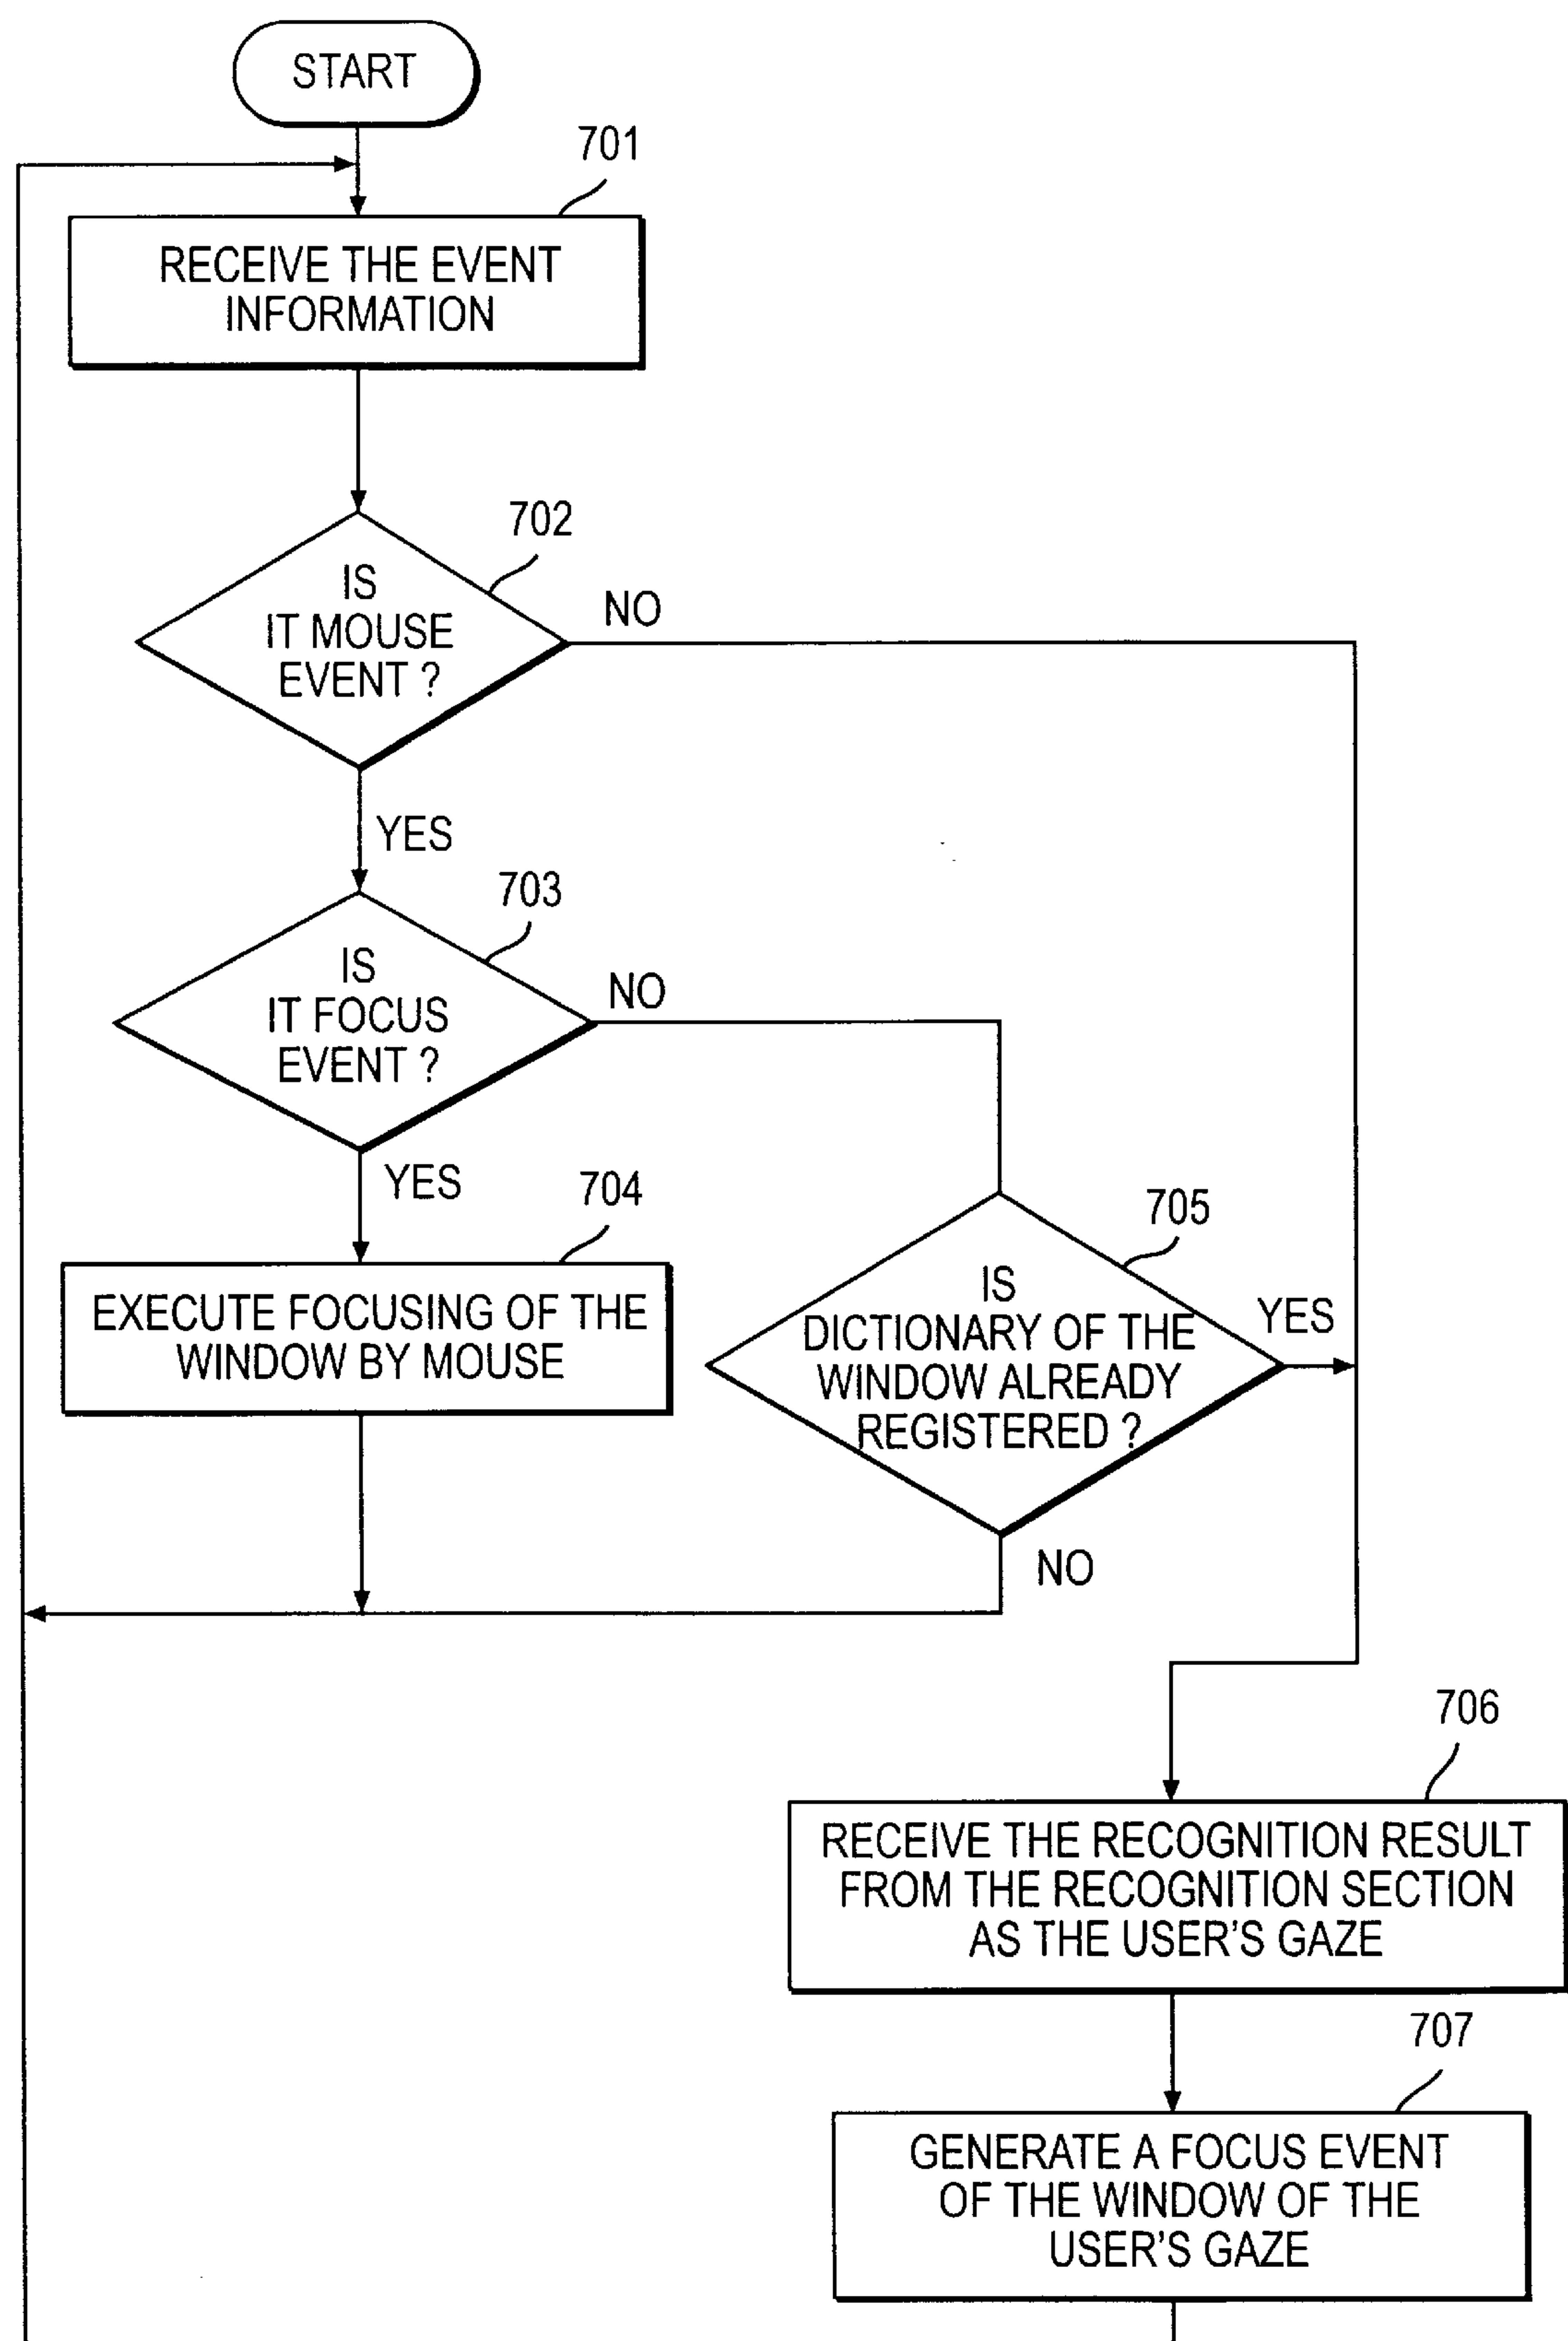 START
701
RECEIVE THE EVENT
INFORMATION
702
IS
IT MOUSE
EVENT ?
NO
YES
703
IS
IT FOCUS
EVENT ?
NO
YES
704
EXECUTE FOCUSING OF THE
WINDOW BY MOUSE
705
IS
DICTIONARY OF THE
WINDOW ALREADY
REGISTERED ?
YES
NO
706
RECEIVE THE RECOGNITION RESULT
FROM THE RECOGNITION SECTION
AS THE USER'S GAZE
707
GENERATE A FOCUS EVENT
OF THE WINDOW OF THE
USER'S GAZE